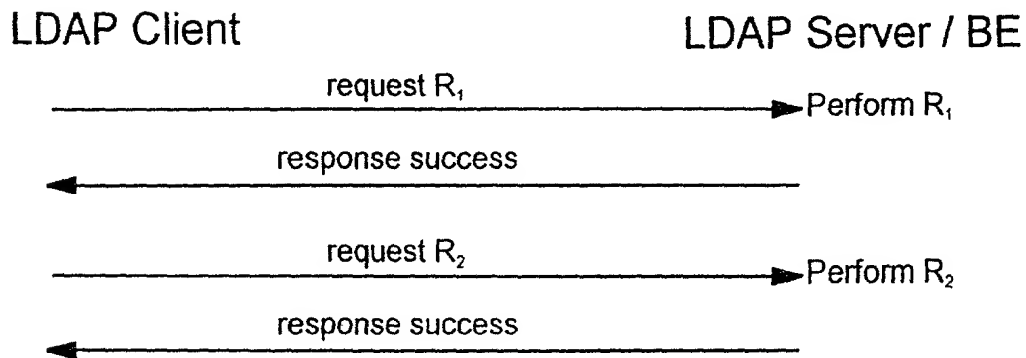 LDAP Client
LDAP Server / BE
request R₁
Perform R₁
response success
request R₂
Perform R₂
response success